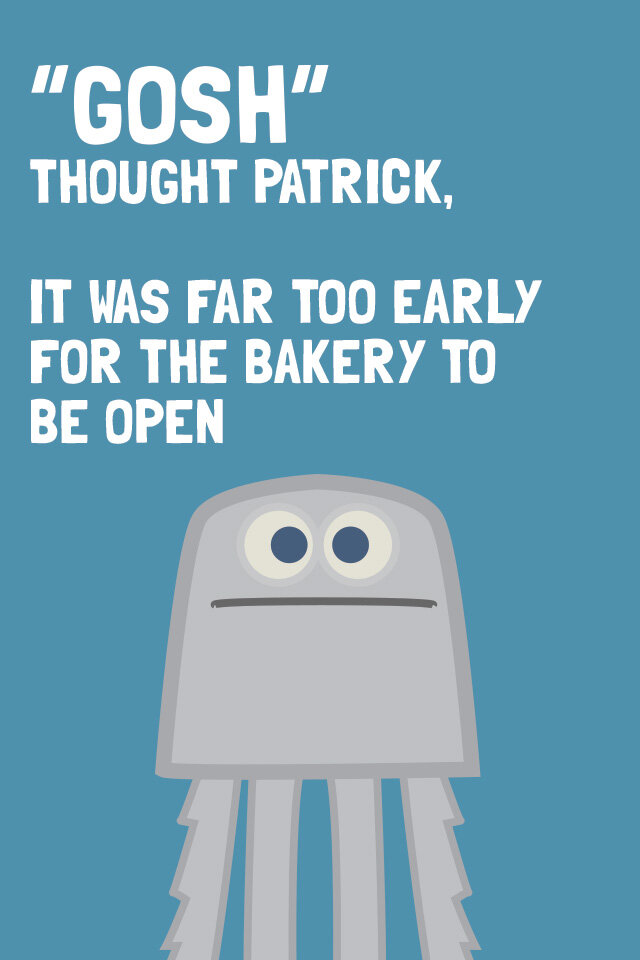 "GOSH"
THOUGHT PATRICK,
IT WAS FAR TOO EARLY
FOR THE BAKERY TO
BE OPEN